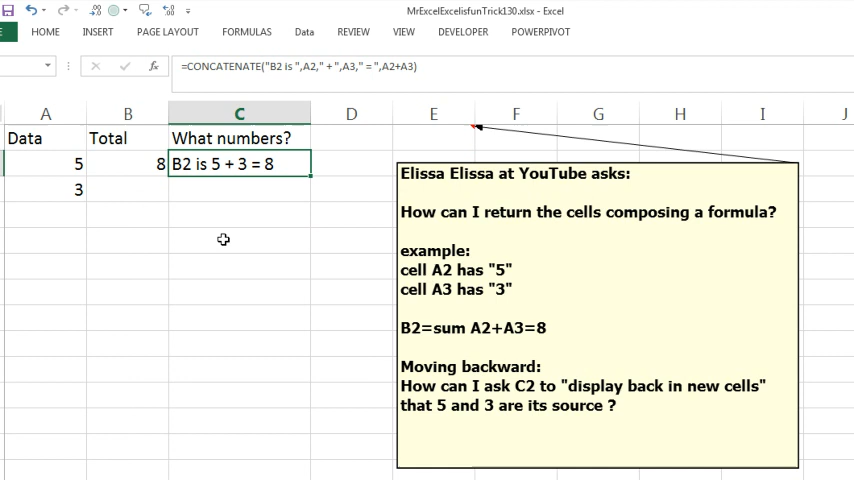 MrExcelExcelisfunTrick130.xlsx - Excel
HOME INSERT PAGE LAYOUT FORMULAS Data REVIEW VIEW DEVELOPER POWERPIVOT
fx =CONCATENATE("B2 is ",A2," + ",A3," = ",A2+A3)
A B C D E F G H I J
Data Total What numbers?
5 8 B2 is 5 + 3 = 8
3
Elissa Elissa at YouTube asks:
How can I return the cells composing a formula?
example:
cell A2 has "5"
cell A3 has "3"
B2=sum A2+A3=8
Moving backward:
How can I ask C2 to "display back in new cells"
that 5 and 3 are its source ?